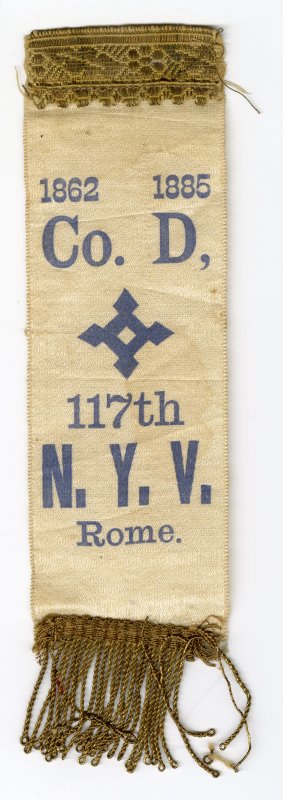 1862 1885
Co. D,
117th
N. Y. V.
Rome.